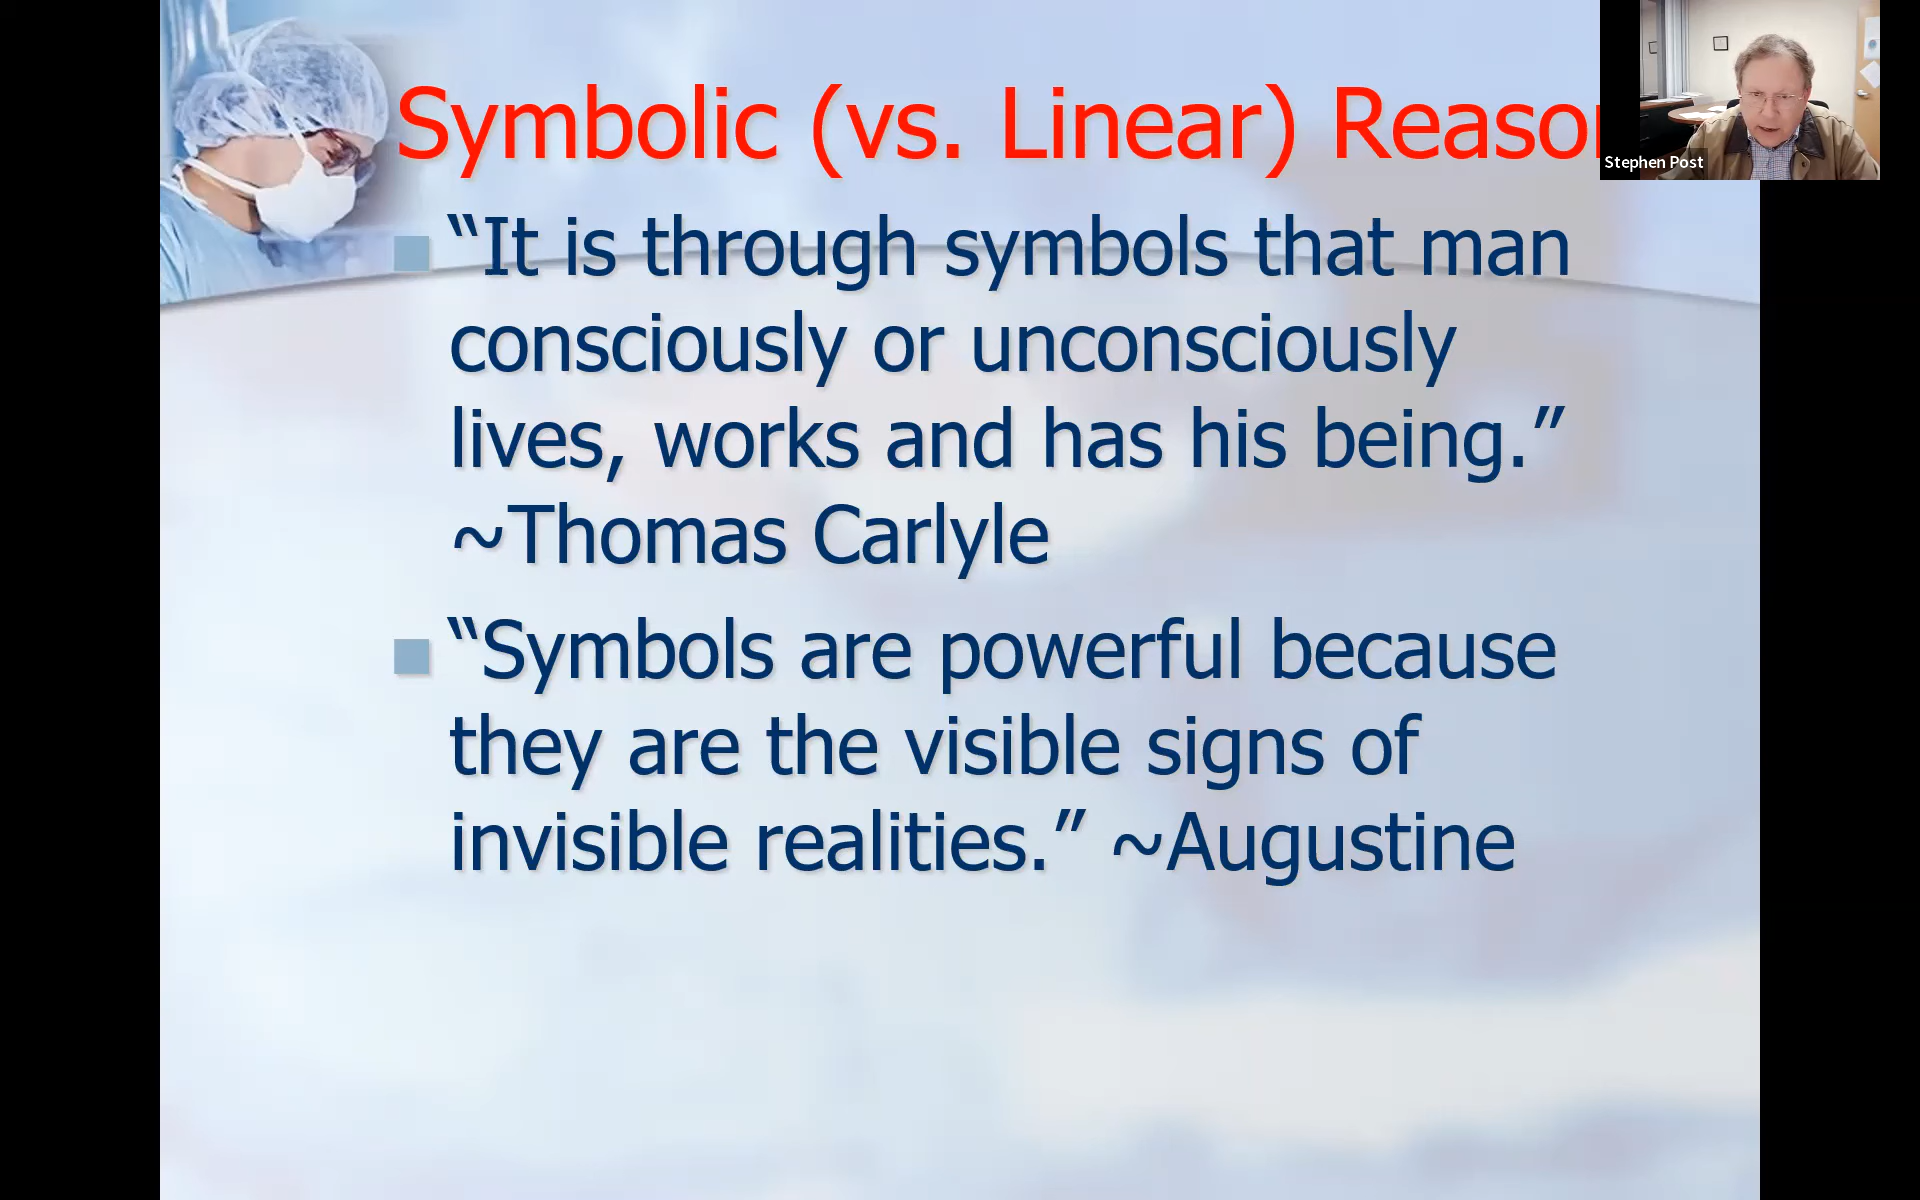 Symbolic (vs. Linear) Reaso
Stephen Post
“It is through symbols that man
consciously or unconsciously
lives, works and has his being.”
~Thomas Carlyle
“Symbols are powerful because
they are the visible signs of
invisible realities.” ~Augustine